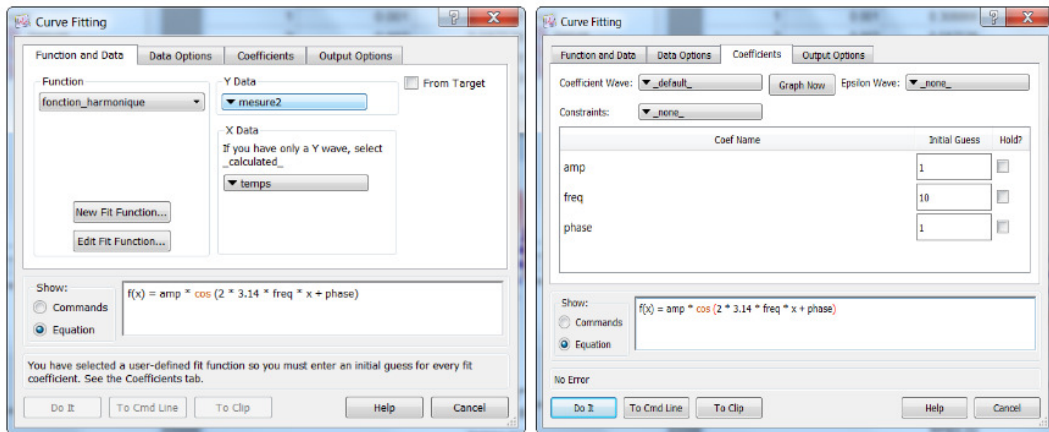 Curve Fitting
Function and Data
Data Options
Coefficients
Output Options
Function
fonction_harmonique
Y Data
mesure2
From Target
X Data
If you have only a Y wave, select
_calculated_
temps
New Fit Function...
Edit Fit Function...
Show:
Commands
Equation
f(x) = amp * cos (2 * 3.14 * freq * x + phase)
You have selected a user-defined fit function so you must enter an initial guess for every fit
coefficient. See the Coefficients tab.
Do It
To Cmd Line
To Clip
Help
Cancel
Curve Fitting
Function and Data
Data Options
Coefficients
Output Options
Coefficient Wave:
_default_
Graph Now
Epsilon Wave:
_none_
Constraints:
_none_
Coef Name
Initial Guess
Hold?
amp
1
freq
10
phase
1
Show:
Commands
Equation
f(x) = amp * cos (2 * 3.14 * freq * x + phase)
No Error
Do It
To Cmd Line
To Clip
Help
Cancel